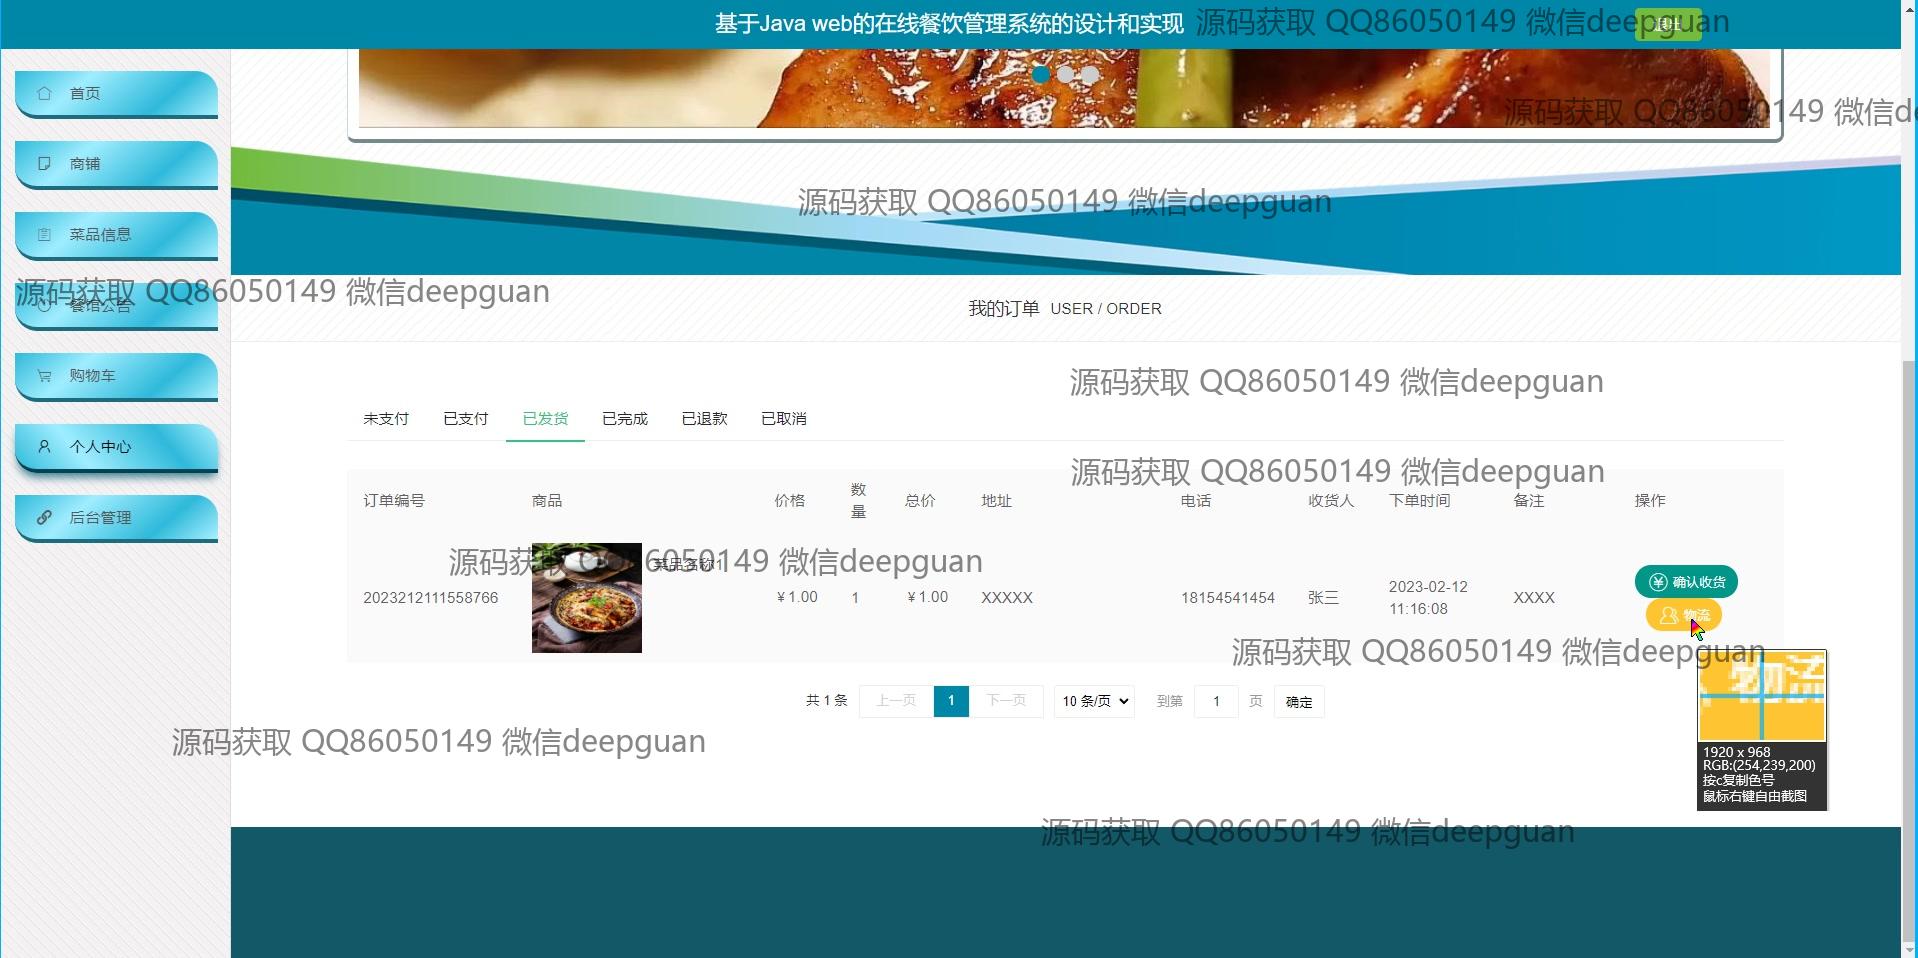 基于Java web的在线餐饮管理系统的设计和实现
源码获取 QQ86050149 微信deepguan
退出
首页
源码获取 QQ86050149 微信de
商铺
源码获取 QQ86050149 微信deepguan
菜品信息
源码获取 QQ86050149 微信deepguan
餐馆公告
我的订单 USER / ORDER
购物车
源码获取 QQ86050149 微信deepguan
未支付 已支付 已发货 已完成 已退款 已取消
个人中心
源码获取 QQ86050149 微信deepguan
订单编号 商品 价格 数量 总价 地址 电话 收货人 下单时间 备注 操作
后台管理
源码获取 QQ86050149 微信deepguan
菜品名称1
2023212111558766 ¥1.00 1 ¥1.00 XXXXX 18154541454 张三 2023-02-12 11:16:08 XXXX
确认收货
物流
源码获取 QQ86050149 微信deepguan
物流
共 1 条 上一页 1 下一页 10 条/页 到第 1 页 确定
源码获取 QQ86050149 微信deepguan
1920 x 968
RGB:(254,239,200)
按c复制色号
鼠标右键自由截图
源码获取 QQ86050149 微信deepguan